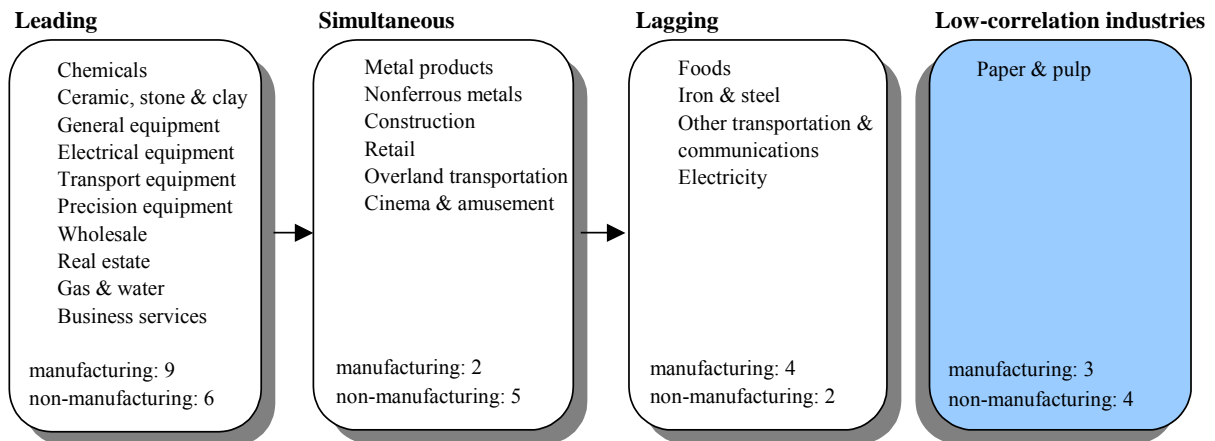 Leading
Chemicals
Ceramic, stone & clay
General equipment
Electrical equipment
Transport equipment
Precision equipment
Wholesale
Real estate
Gas & water
Business services
manufacturing: 9
non-manufacturing: 6
Simultaneous
Metal products
Nonferrous metals
Construction
Retail
Overland transportation
Cinema & amusement
manufacturing: 2
non-manufacturing: 5
Lagging
Foods
Iron & steel
Other transportation &
communications
Electricity
manufacturing: 4
non-manufacturing: 2
Low-correlation industries
Paper & pulp
manufacturing: 3
non-manufacturing: 4